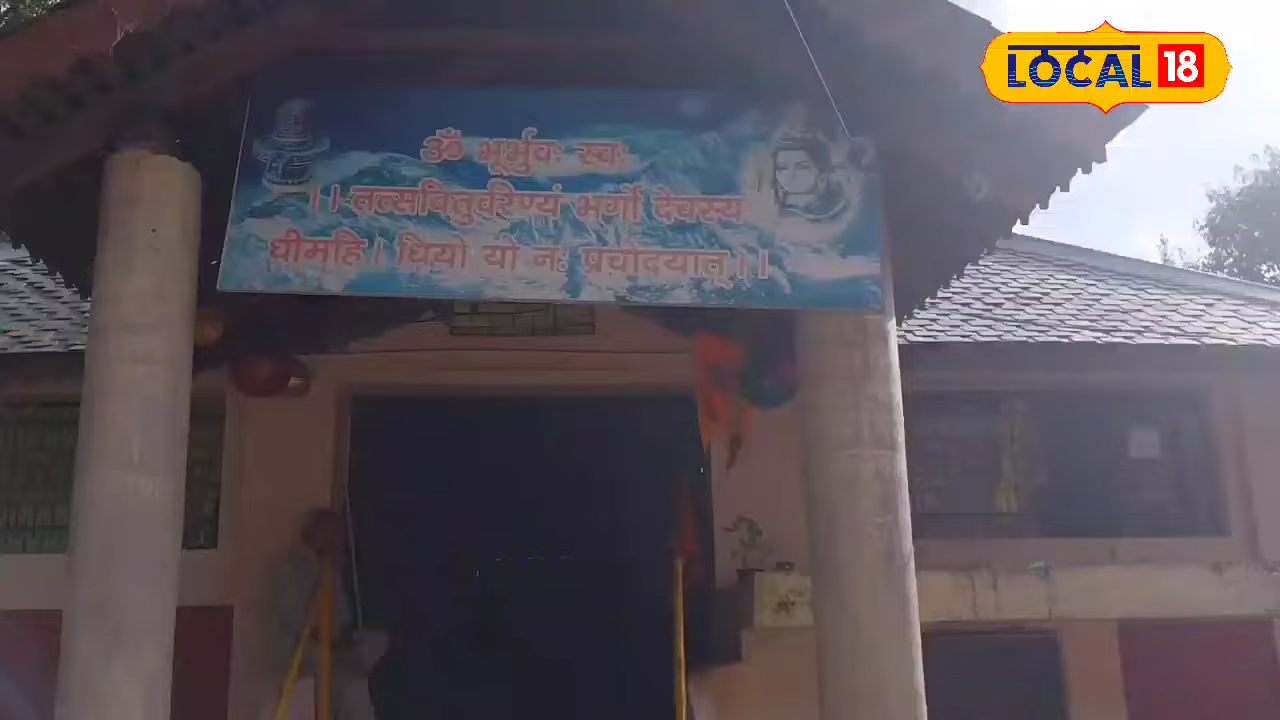 LOCAL 18
ॐ भूर्भुवः स्वः
।। तत्सवितुर्वरेण्यं भर्गो देवस्य
धीमहि। धियो यो नः प्रचोदयात्।।